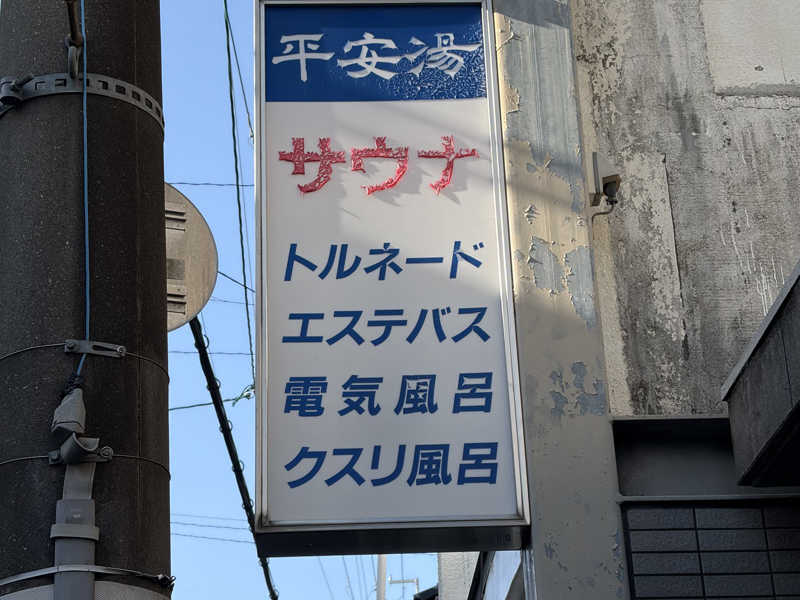 平安湯
サウナ
トルネード
エステバス
電気風呂
クスリ風呂